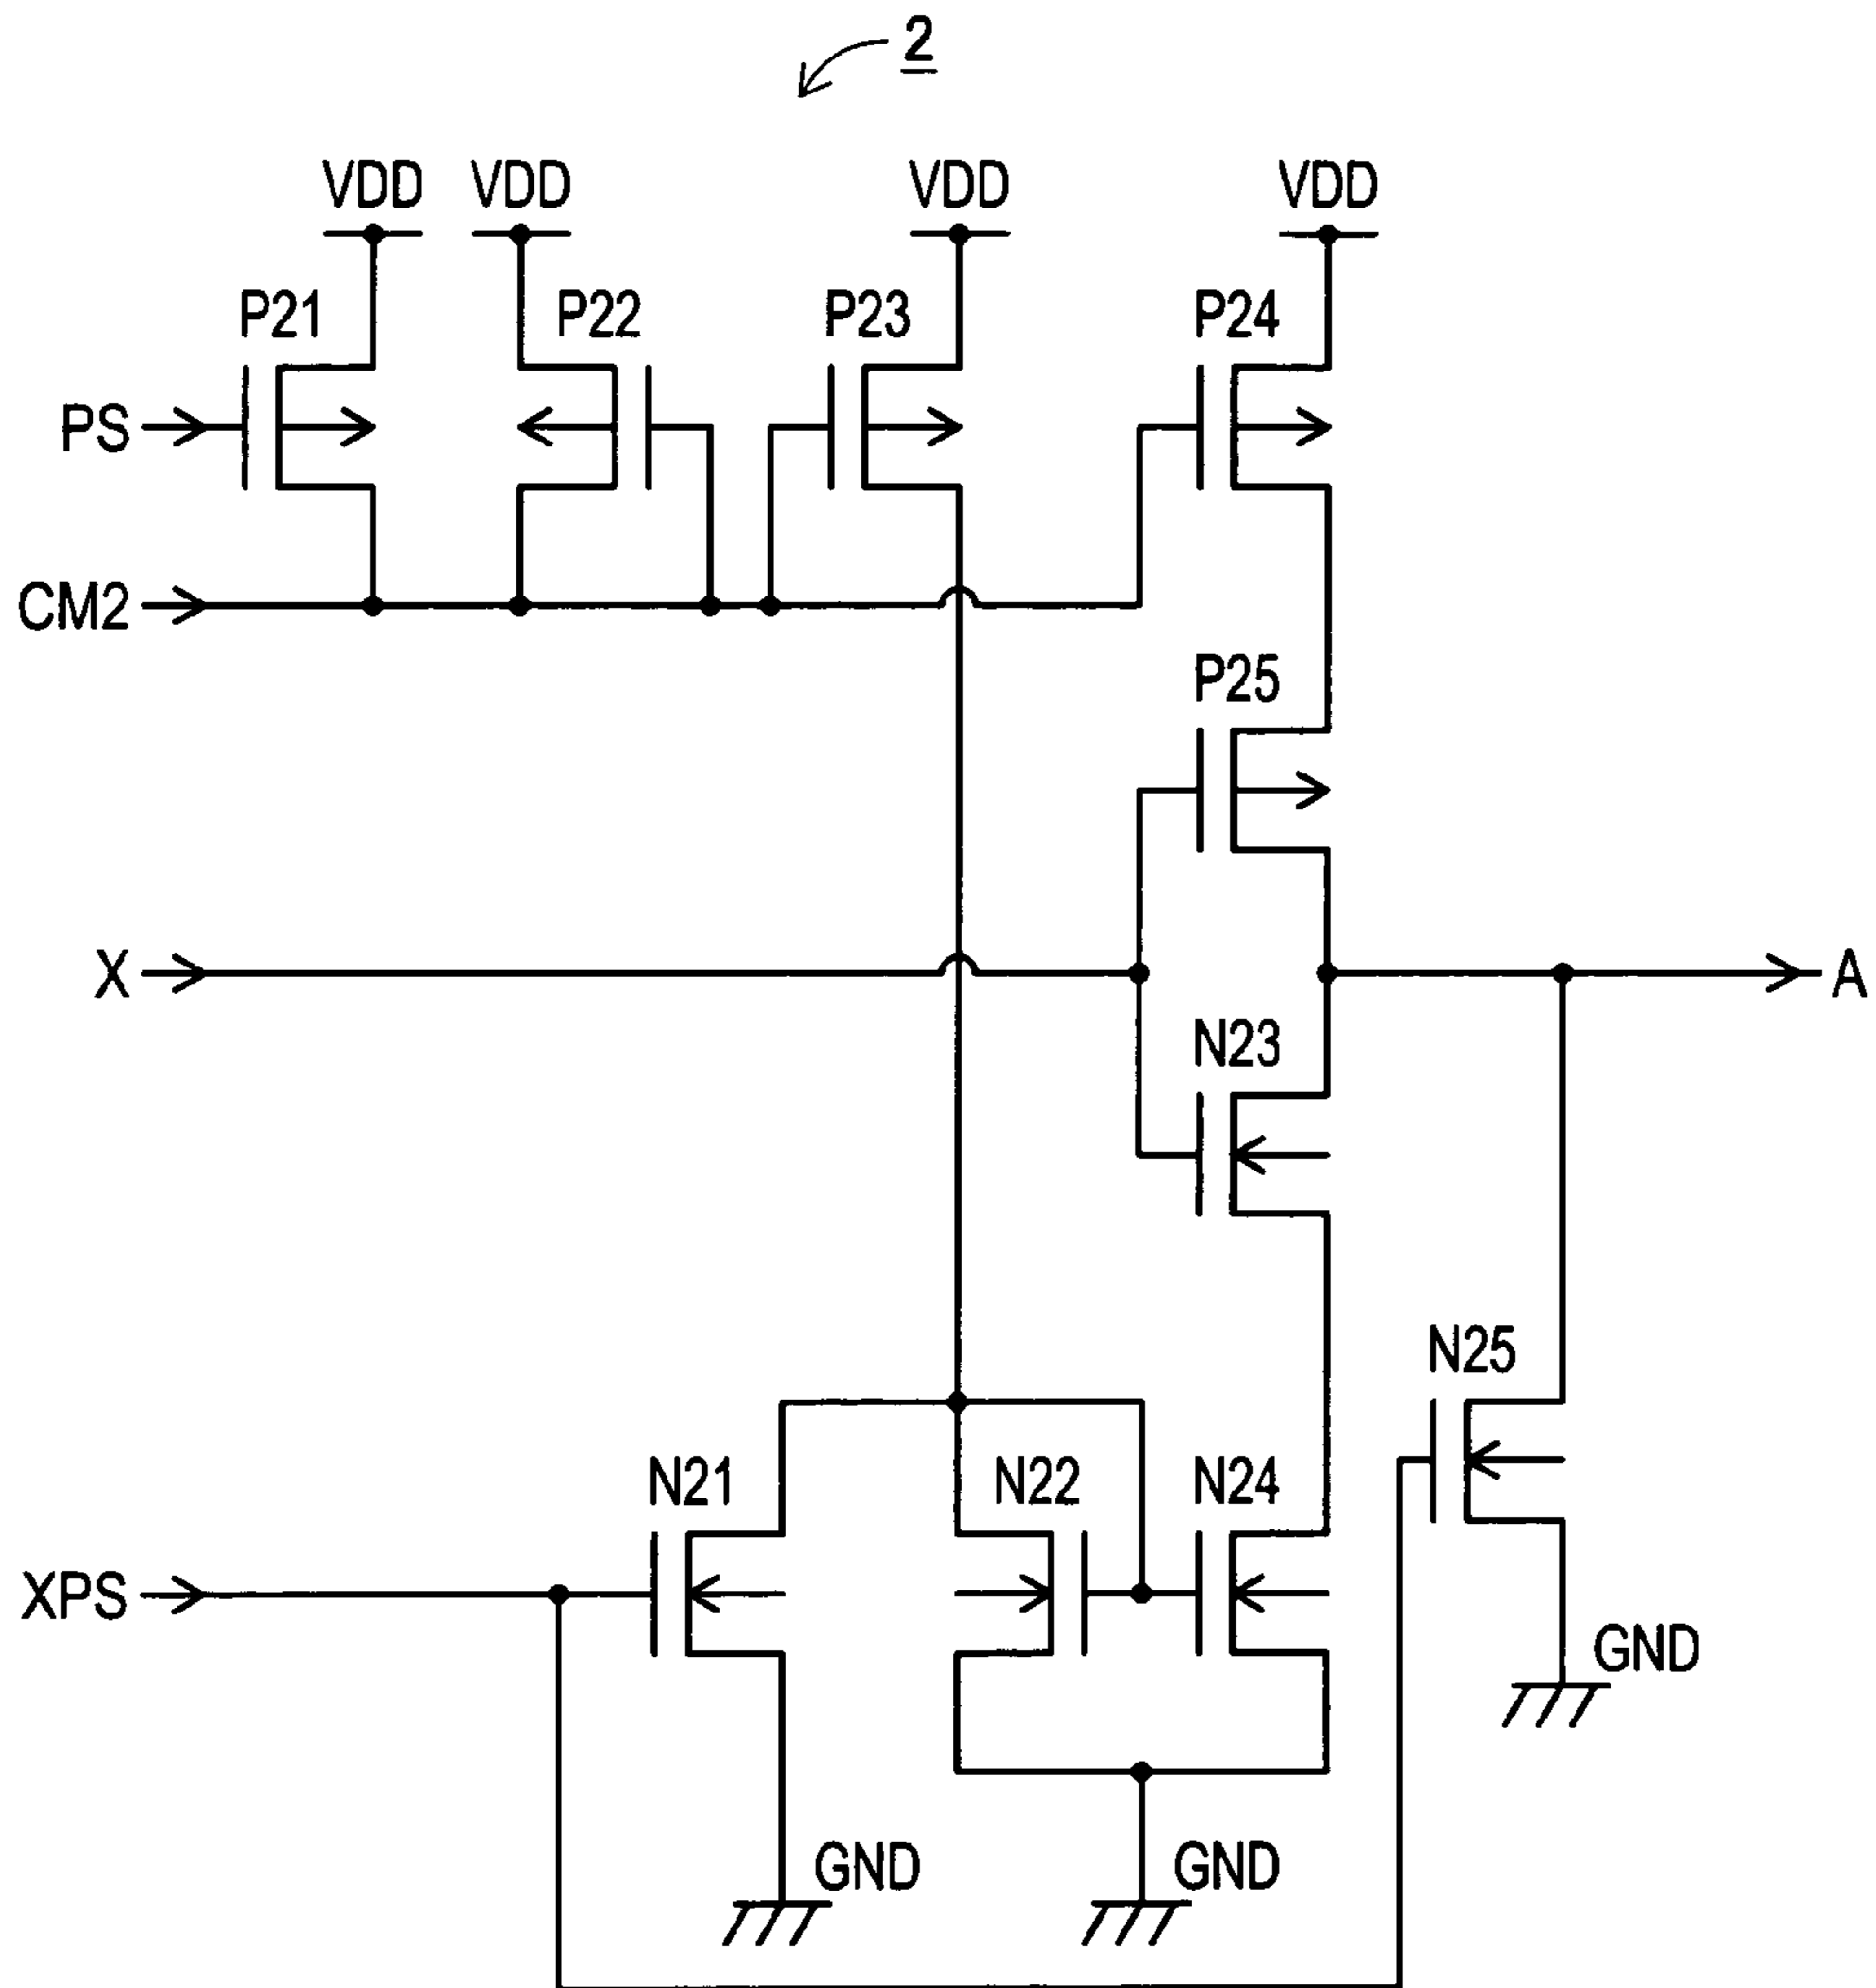 2
VDD VDD VDD VDD
P21 P22 P23 P24
PS
CM2
P25
X A
N23
N25
N21 N22 N24
XPS
GND
GND GND